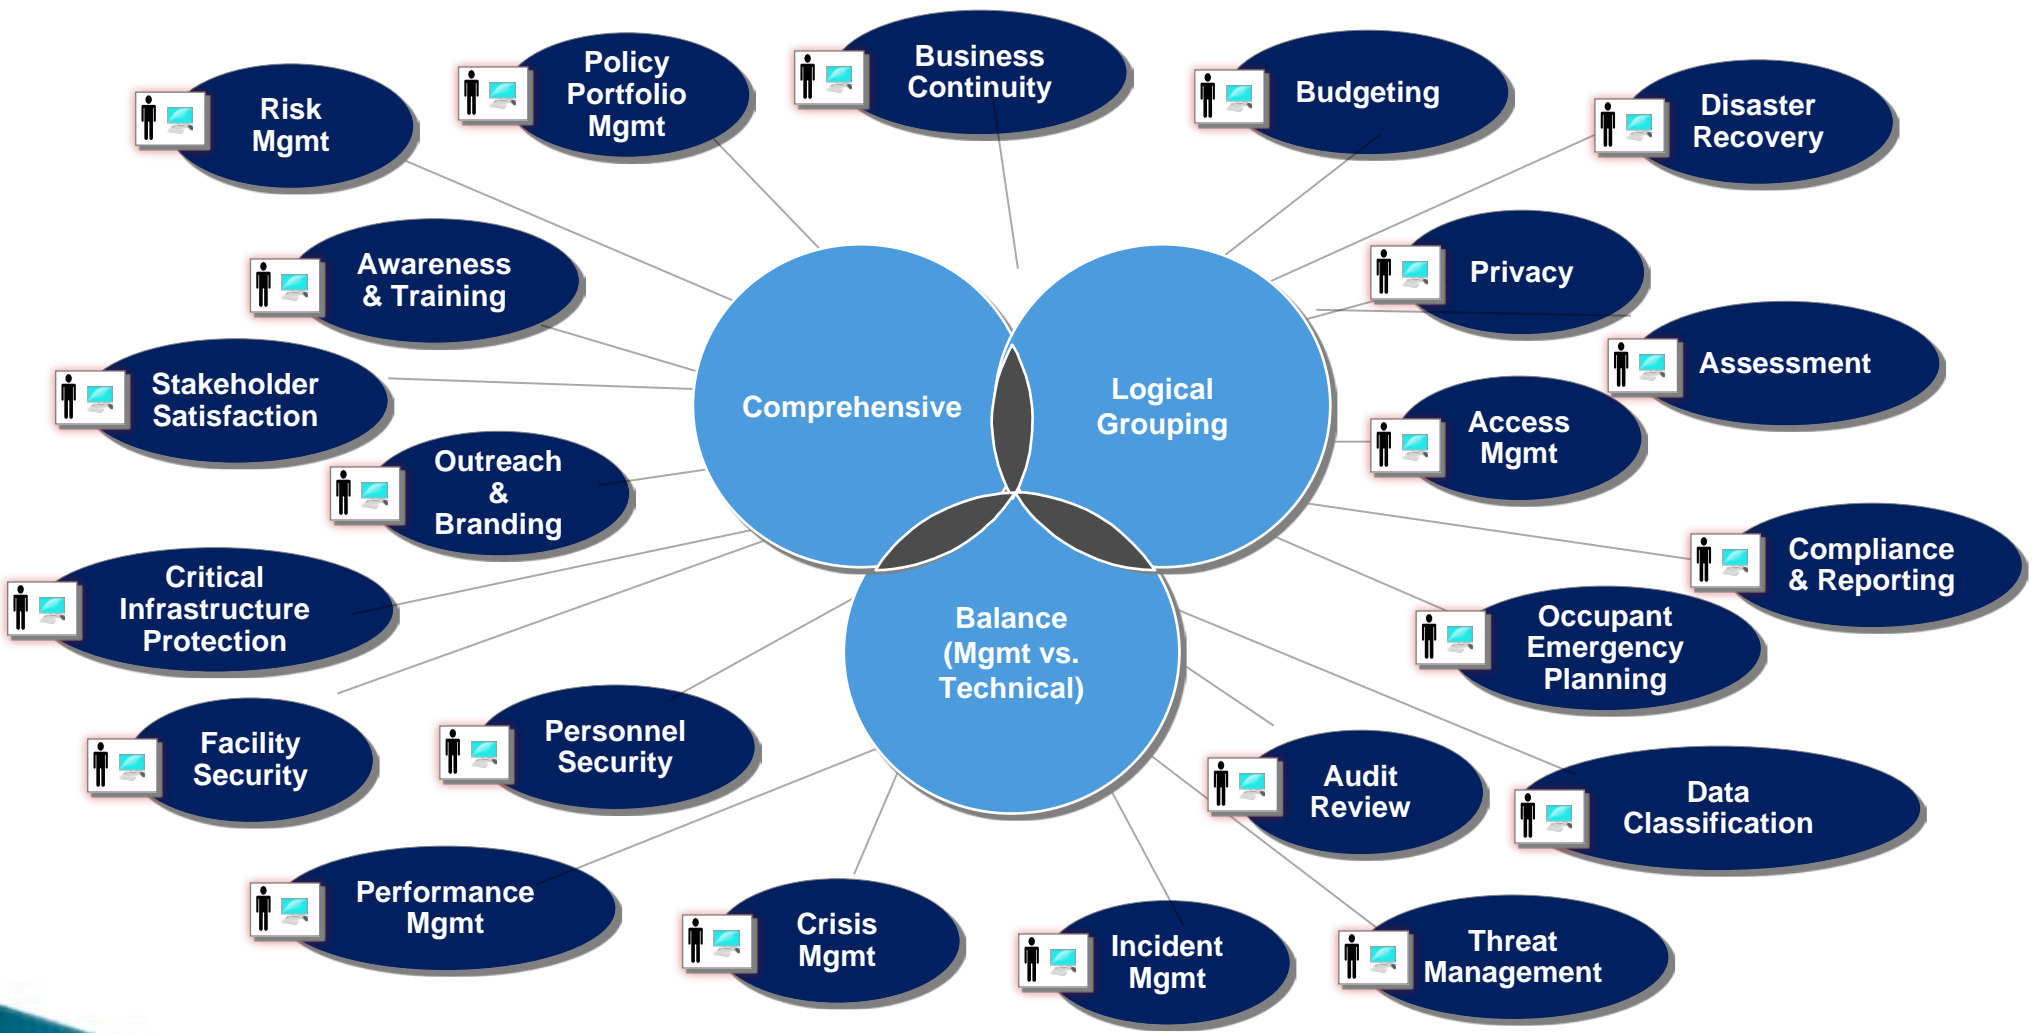 Risk
Mgmt
Policy
Portfolio
Mgmt
Business
Continuity
Budgeting
Disaster
Recovery
Awareness
& Training
Privacy
Stakeholder
Satisfaction
Assessment
Comprehensive
Logical
Grouping
Access
Mgmt
Outreach
&
Branding
Critical
Infrastructure
Protection
Compliance
& Reporting
Balance
(Mgmt vs.
Technical)
Occupant
Emergency
Planning
Facility
Security
Personnel
Security
Audit
Review
Data
Classification
Performance
Mgmt
Crisis
Mgmt
Incident
Mgmt
Threat
Management